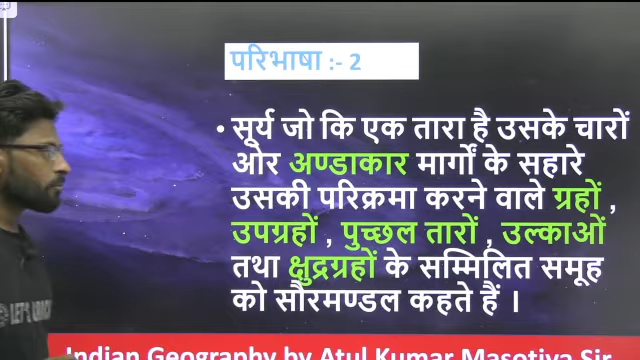 परिभाषा :- 2
• सूर्य जो कि एक तारा है उसके चारों
ओर अण्डाकार मार्गों के सहारे
उसकी परिक्रमा करने वाले ग्रहों ,
उपग्रहों , पुच्छल तारों , उल्काओं
तथा क्षुद्रग्रहों के सम्मिलित समूह
को सौरमण्डल कहते हैं ।
Indian Geography by Atul Kumar Masotiya Sir